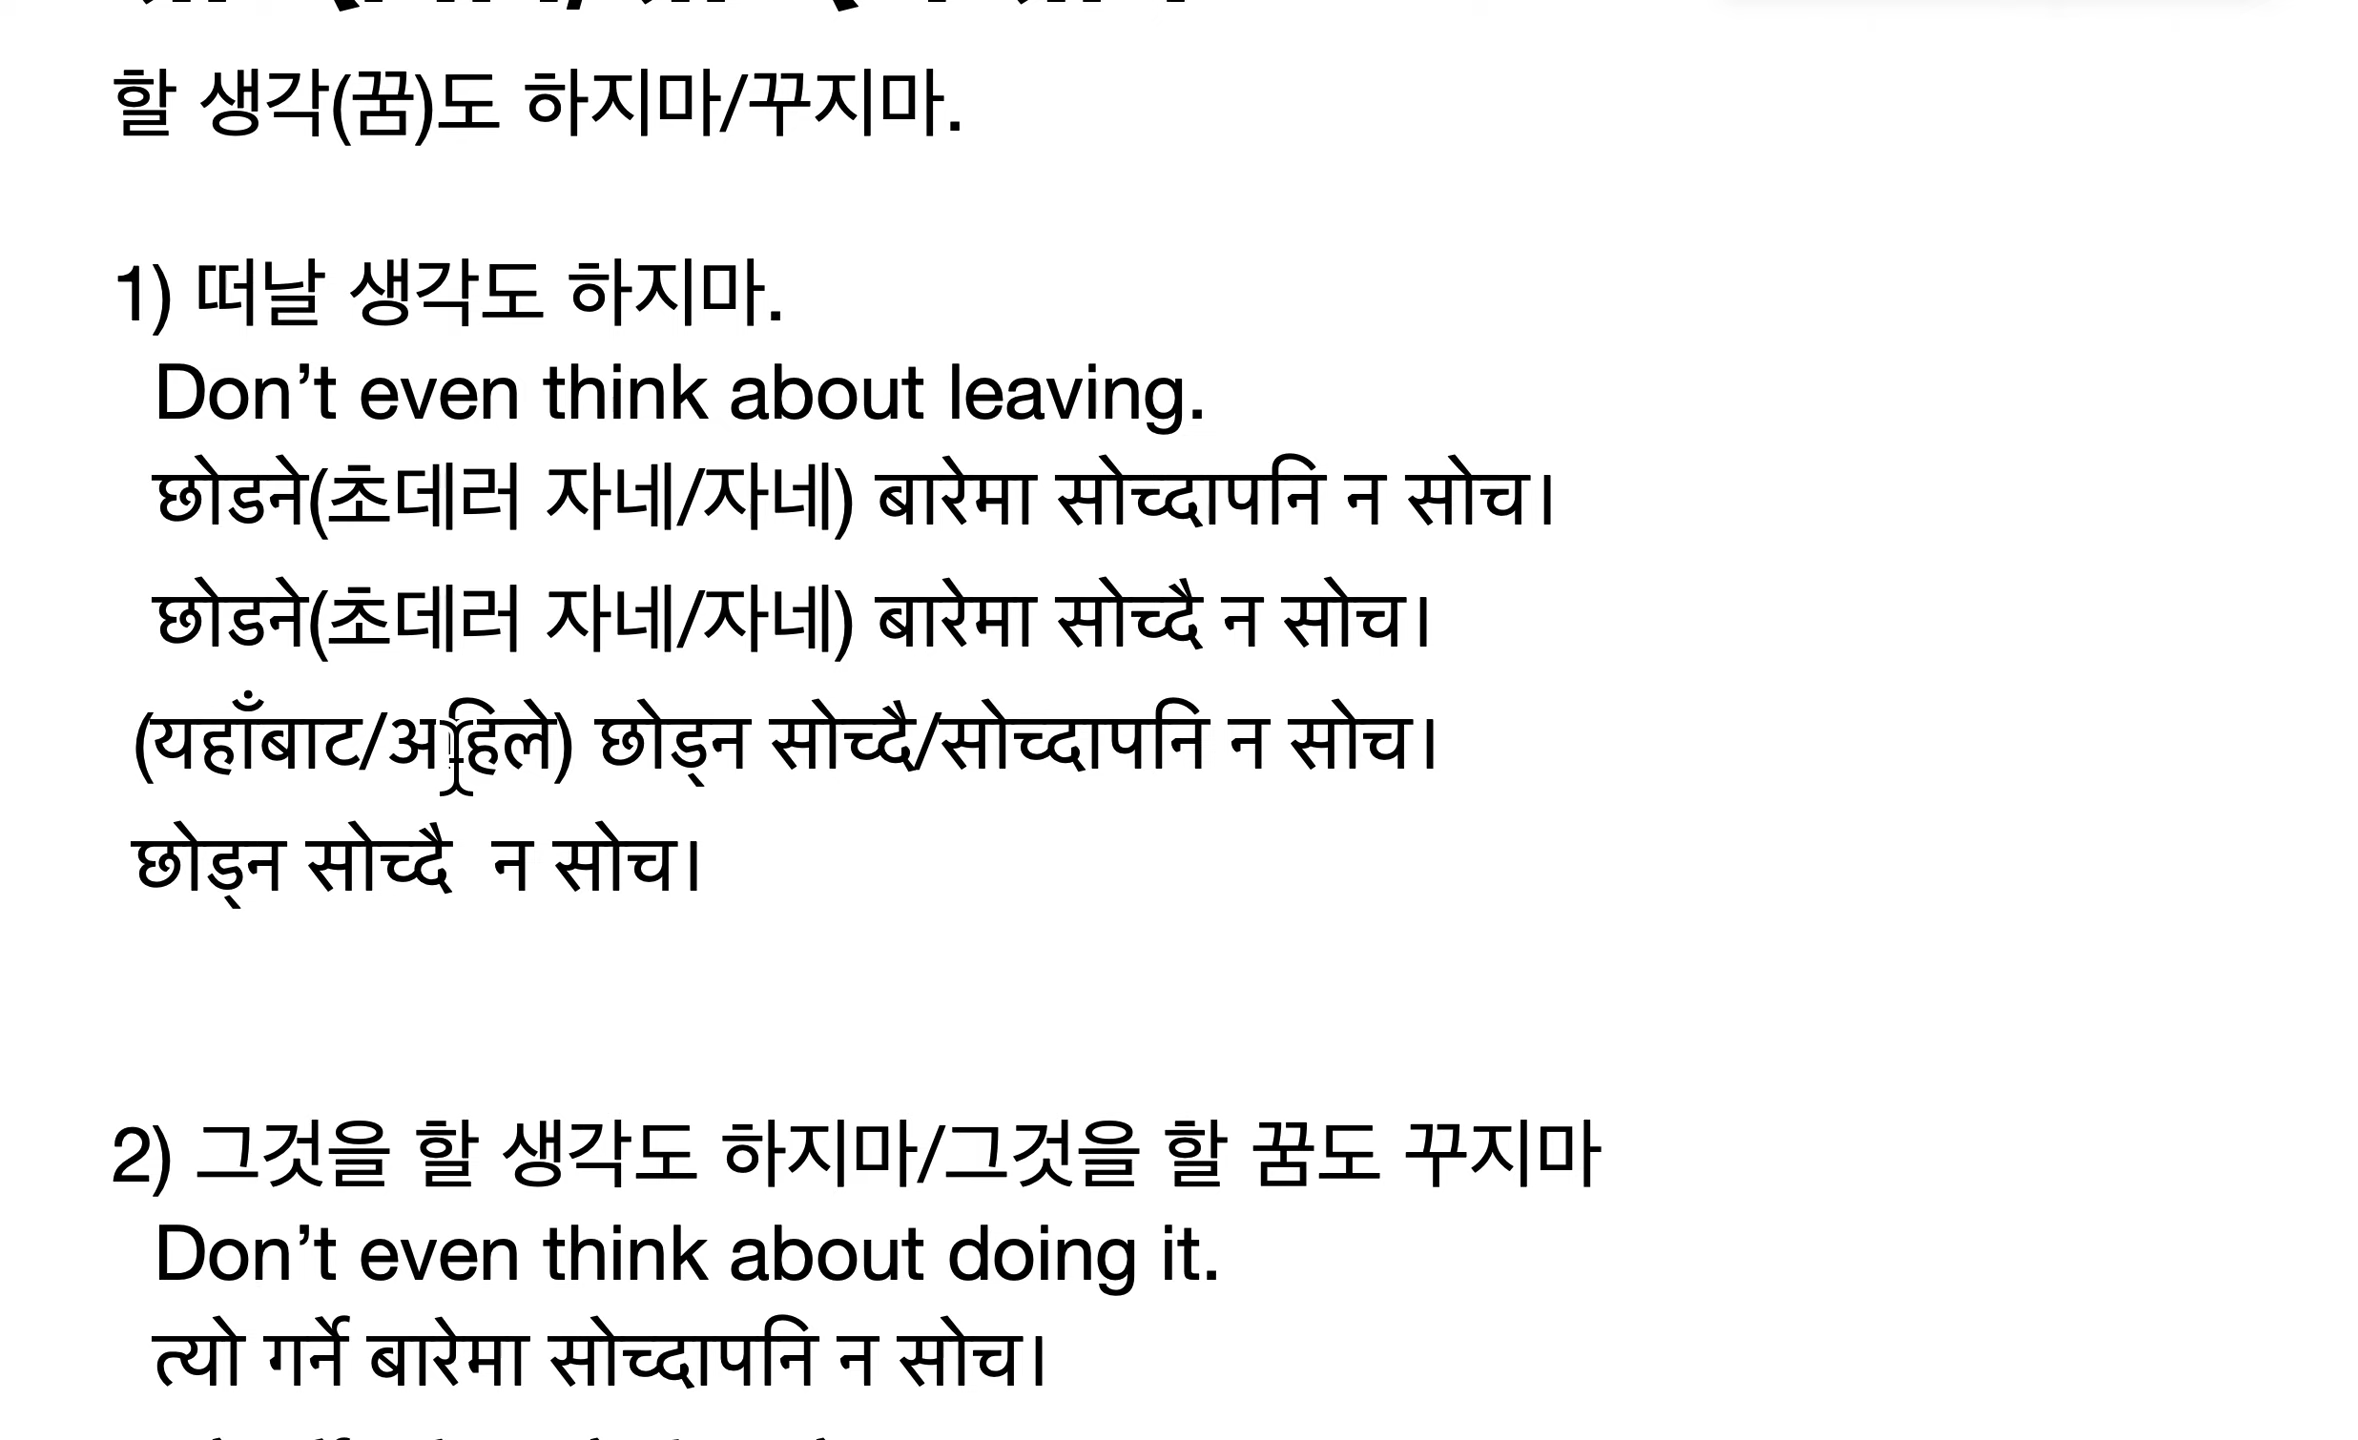 할 생각(꿈)도 하지마/꾸지마.
1) 떠날 생각도 하지마.
Don’t even think about leaving.
छोडने(초데러 자네/자네) बारेमा सोच्दापनि न सोच।
छोडने(초데러 자네/자네) बारेमा सोच्दै न सोच।
(यहाँबाट/अहिले) छोड्न सोच्दै/सोच्दापनि न सोच।
छोड्न सोच्दै न सोच।
2) 그것을 할 생각도 하지마/그것을 할 꿈도 꾸지마
Don’t even think about doing it.
त्यो गर्ने बारेमा सोच्दापनि न सोच।